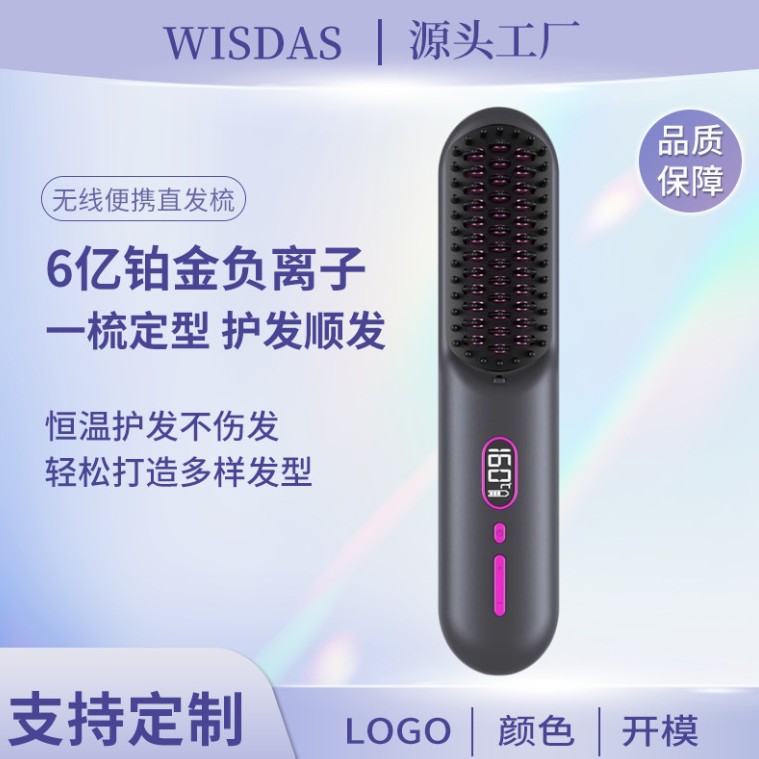 WISDAS | 源头工厂
品质
保障
无线便携直发梳
6亿铂金负离子
一梳定型 护发顺发
恒温护发不伤发
轻松打造多样发型
160℃
支持定制
LOGO | 颜色 | 开模